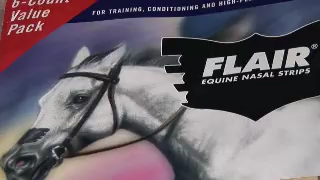 6-Count
Value
Pack
FOR TRAINING, CONDITIONING AND HIGH-
FLAIR®
EQUINE NASAL STRIPS